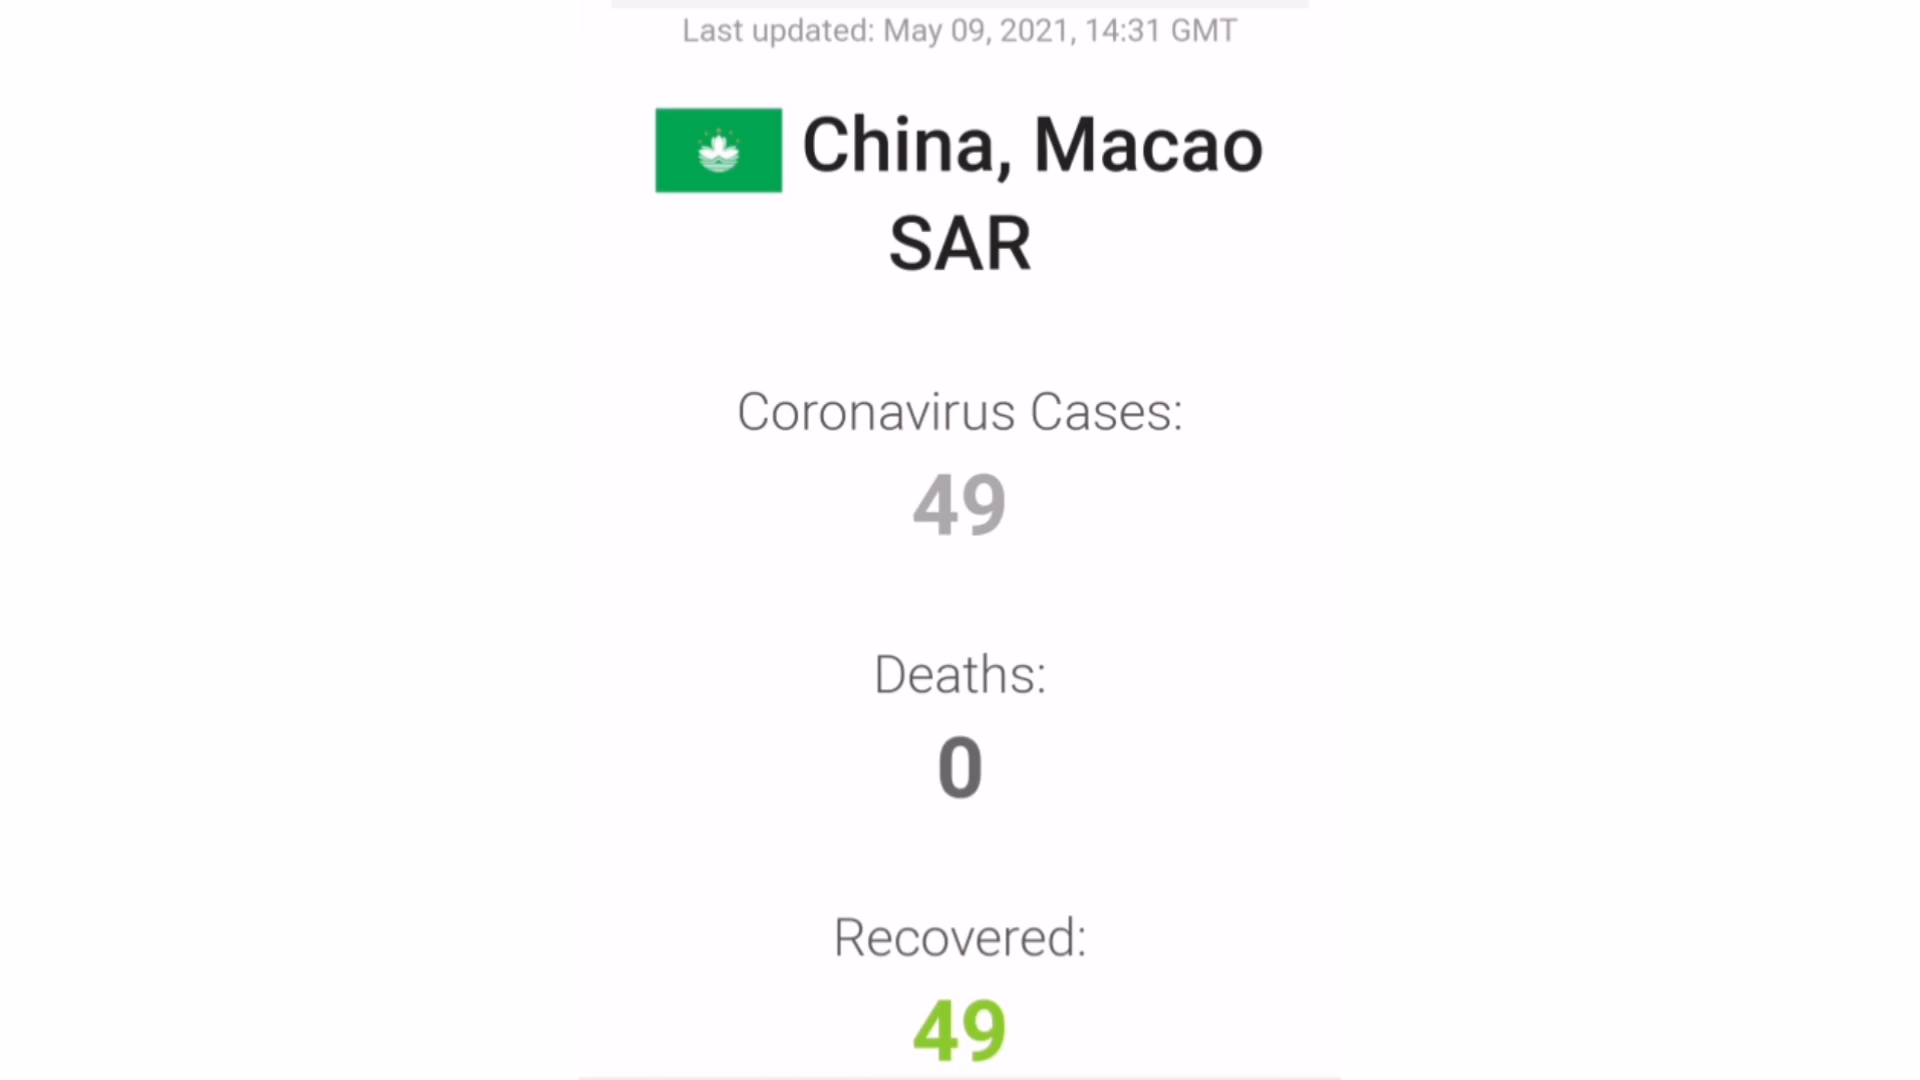 Last updated: May 09, 2021, 14:31 GMT
China, Macao
SAR
Coronavirus Cases:
49
Deaths:
0
Recovered:
49